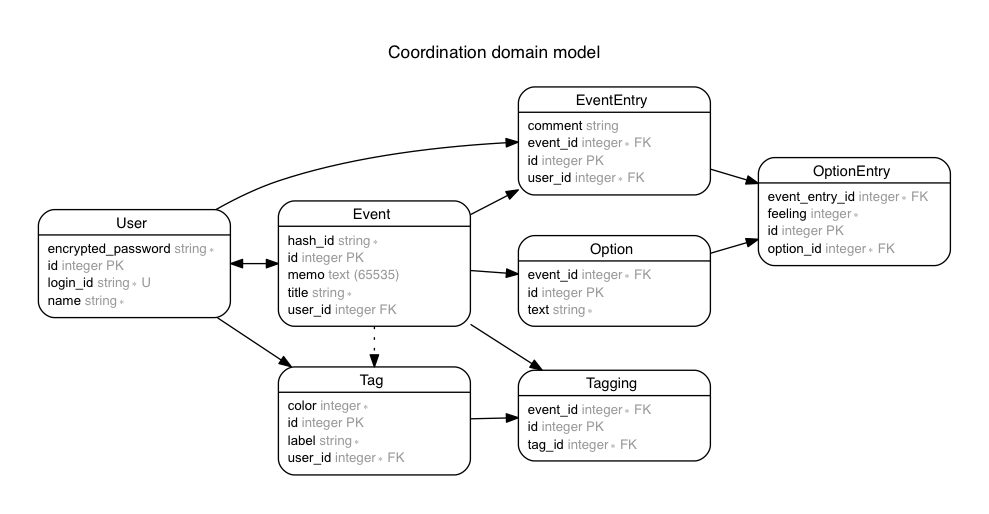 Coordination domain model
EventEntry
comment string
event_id integer∗ FK
id integer PK
user_id integer∗ FK
OptionEntry
event_entry_id integer∗ FK
feeling integer∗
id integer PK
option_id integer∗ FK
User
encrypted_password string∗
id integer PK
login_id string∗ U
name string∗
Event
hash_id string∗
id integer PK
memo text (65535)
title string∗
user_id integer FK
Option
event_id integer∗ FK
id integer PK
text string∗
Tag
color integer∗
id integer PK
label string∗
user_id integer∗ FK
Tagging
event_id integer∗ FK
id integer PK
tag_id integer∗ FK